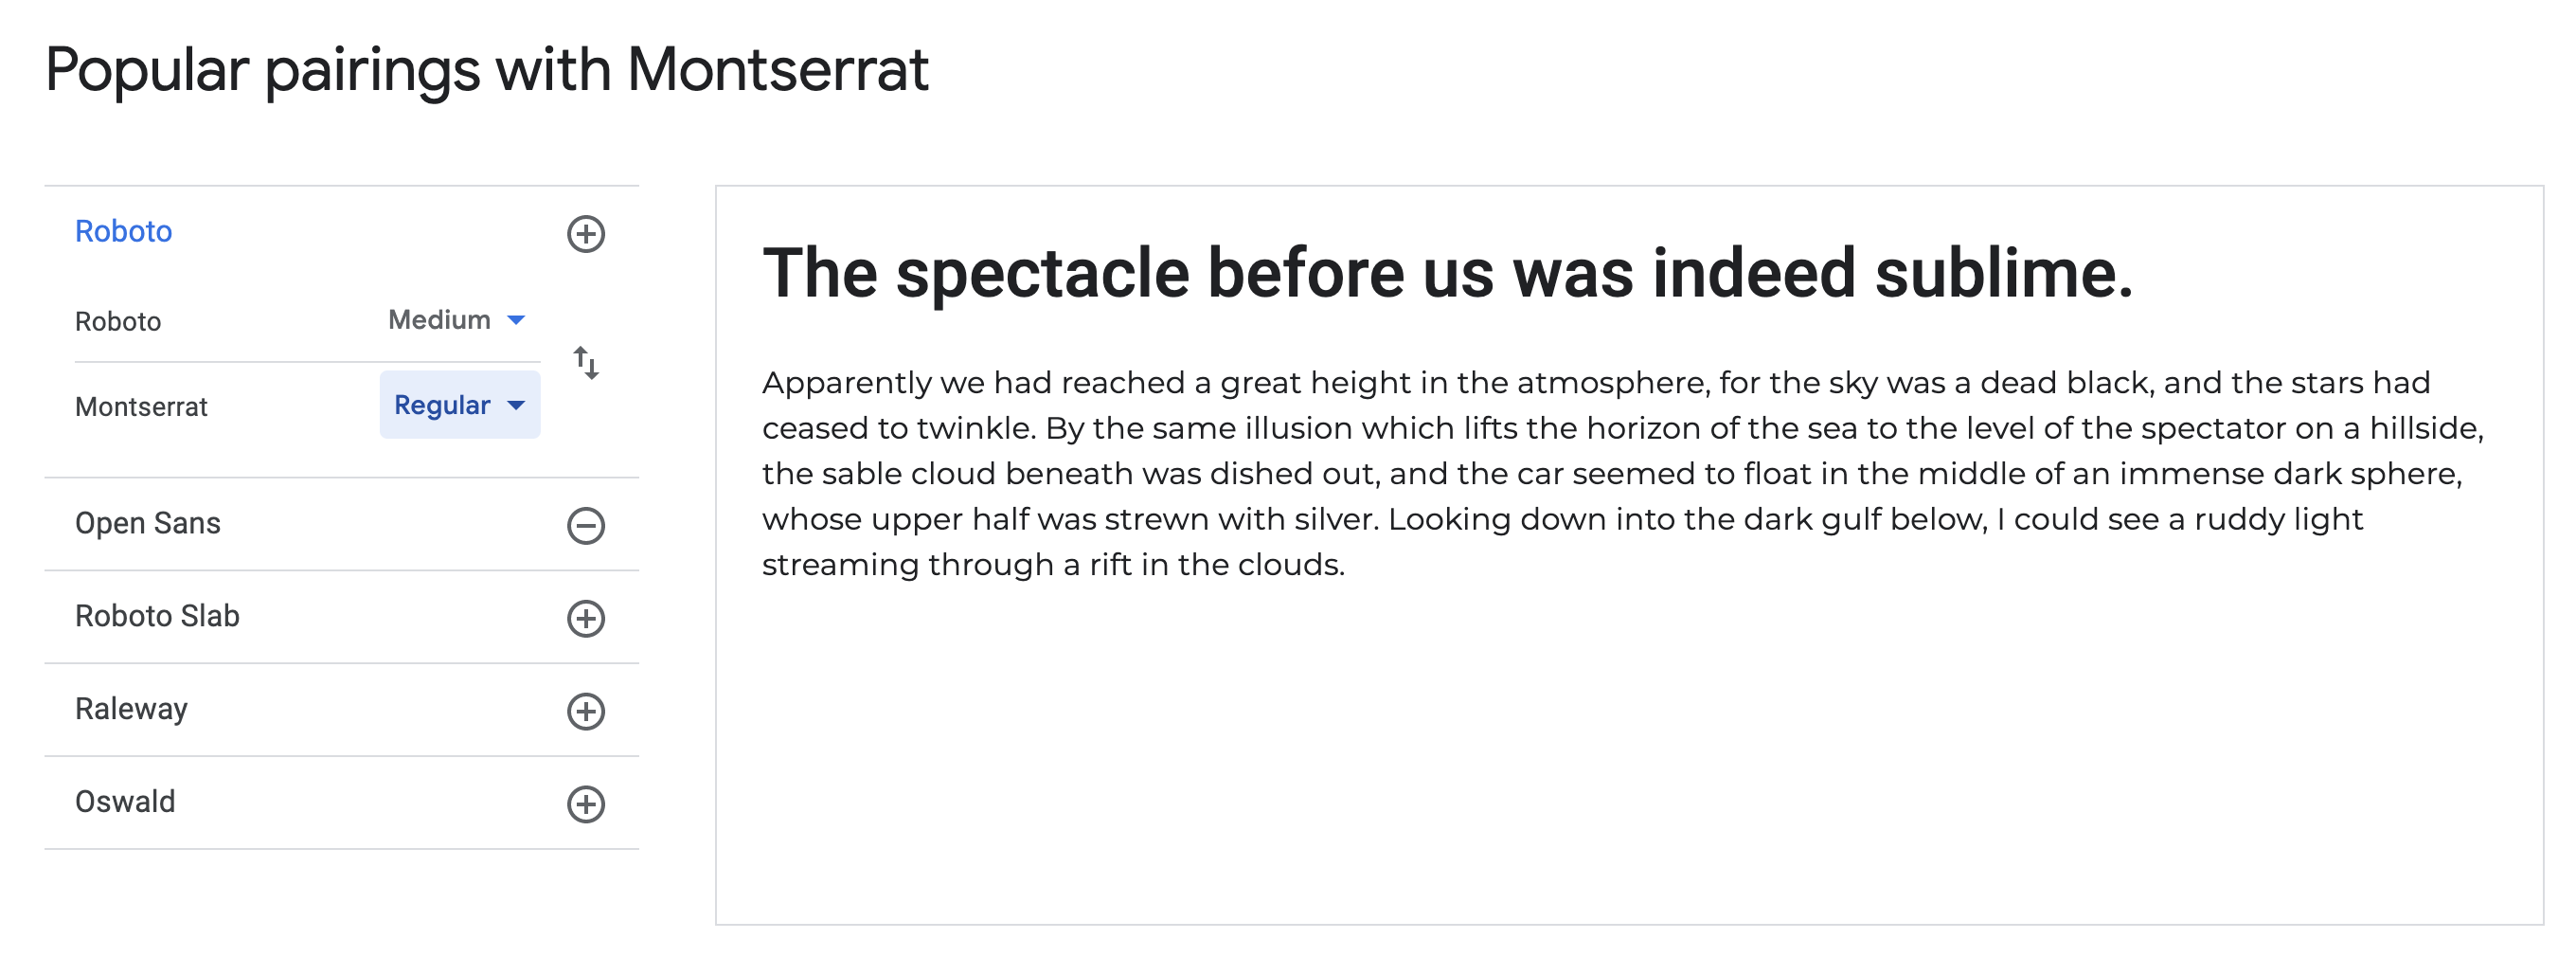 Popular pairings with Montserrat
Roboto
Roboto Medium
Montserrat Regular
Open Sans
Roboto Slab
Raleway
Oswald
The spectacle before us was indeed sublime.
Apparently we had reached a great height in the atmosphere, for the sky was a dead black, and the stars had
ceased to twinkle. By the same illusion which lifts the horizon of the sea to the level of the spectator on a hillside,
the sable cloud beneath was dished out, and the car seemed to float in the middle of an immense dark sphere,
whose upper half was strewn with silver. Looking down into the dark gulf below, I could see a ruddy light
streaming through a rift in the clouds.